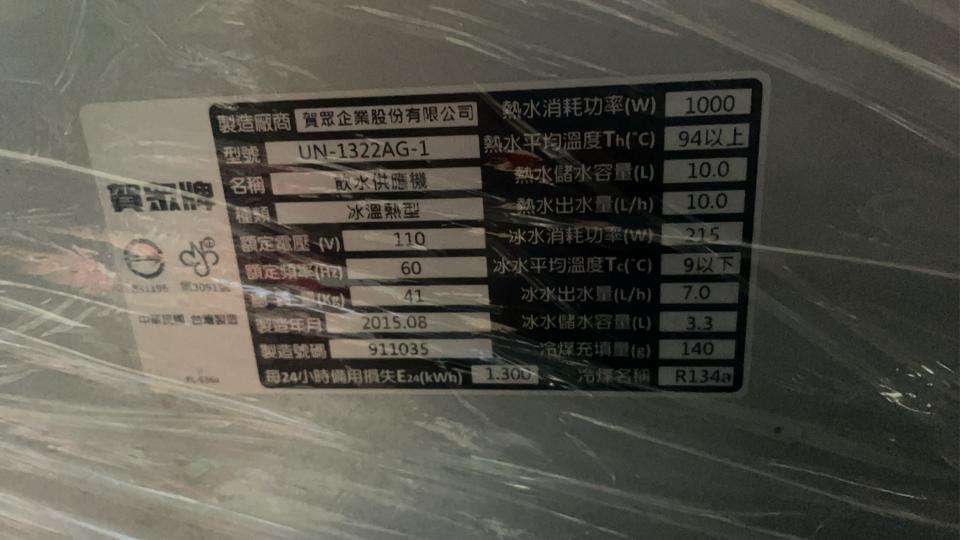 賀眾牌
中華民國 台灣製造
製造廠商 賀眾企業股份有限公司
型號 UN-1322AG-1
名稱 飲水供應機
種類 冰溫熱型
額定電壓 (V) 110
額定頻率(Hz) 60
(Kg) 41
製造年月 2015.08
製造號碼 911035
每24小時備用損失E24(kWh) 1.300
熱水消耗功率(W) 1000
熱水平均溫度Th(°C) 94以上
熱水儲水容量(L) 10.0
熱水出水量(L/h) 10.0
冰水消耗功率(W) 215
冰水平均溫度Tc(°C) 9以下
冰水出水量(L/h) 7.0
冰水儲水容量(L) 3.3
冷煤充填量(g) 140
冷煤名稱 R134a